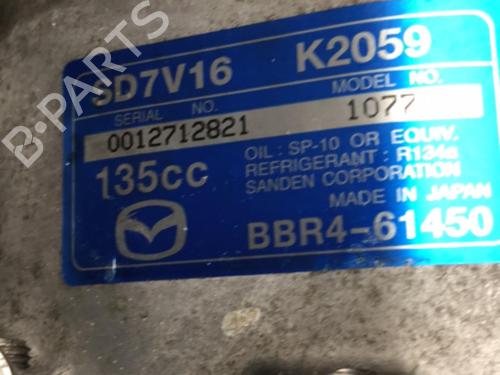 SD7V16 K2059
SERIAL NO. MODEL NO.
0012712821 1077
135cc
OIL : SP-10 OR EQUIV.
REFRIGERANT : R134a
SANDEN CORPORATION
MADE IN JAPAN
BBR4-61450
B-PARTS